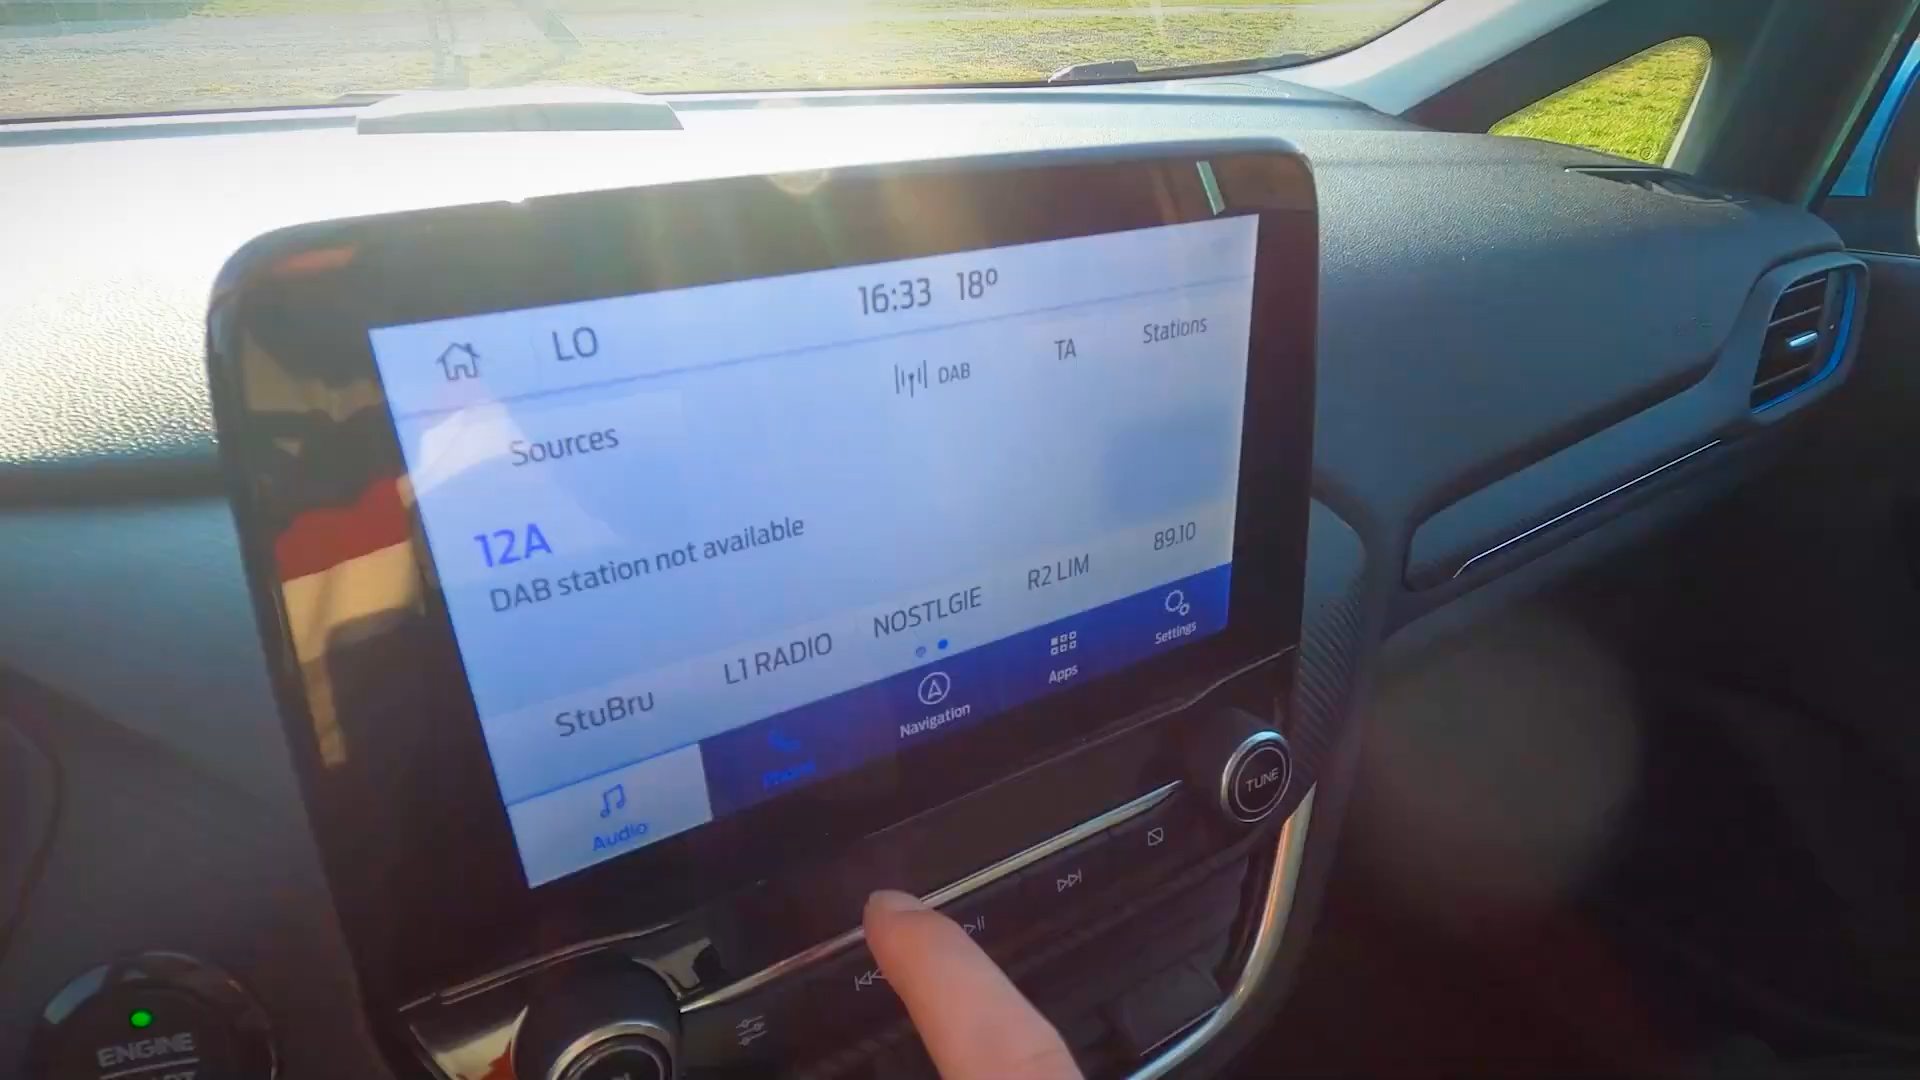 LO
16:33 18°
DAB
TA
Stations
Sources
12A
DAB station not available
StuBru
L1 RADIO
NOSTLGIE
R2 LIM
89.10
Audio
Phone
Navigation
Apps
Settings
TUNE
ENGINE